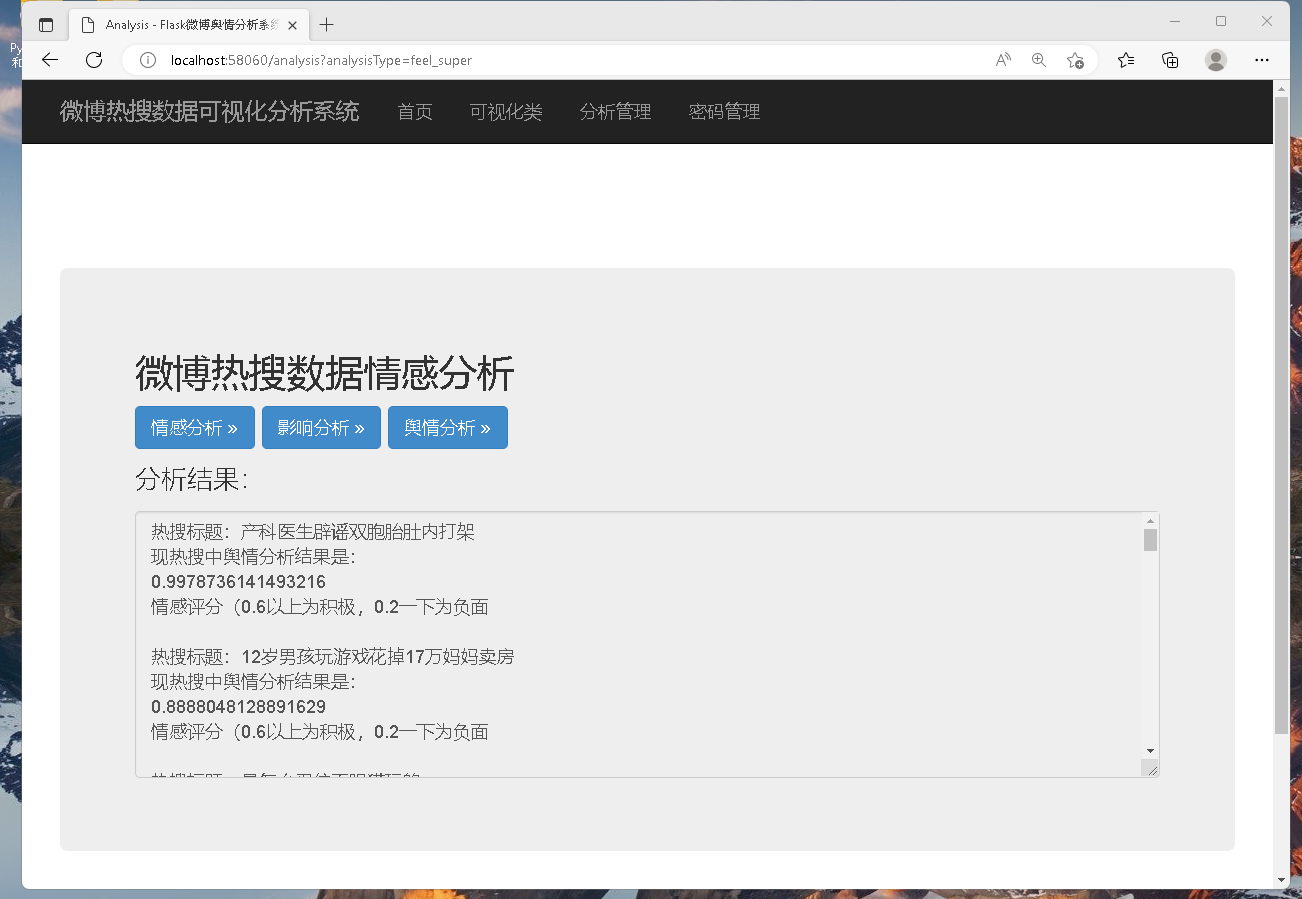 Py
和
Analysis - Flask微博舆情分析系统
localhost:58060/analysis?analysisType=feel_super
微博热搜数据可视化分析系统 首页 可视化类 分析管理 密码管理
微博热搜数据情感分析
情感分析 » 影响分析 » 舆情分析 »
分析结果：
热搜标题：产科医生辟谣双胞胎肚内打架
现热搜中舆情分析结果是：
0.9978736141493216
情感评分（0.6以上为积极，0.2一下为负面
热搜标题：12岁男孩玩游戏花掉17万妈妈卖房
现热搜中舆情分析结果是：
0.8888048128891629
情感评分（0.6以上为积极，0.2一下为负面
热搜标题：